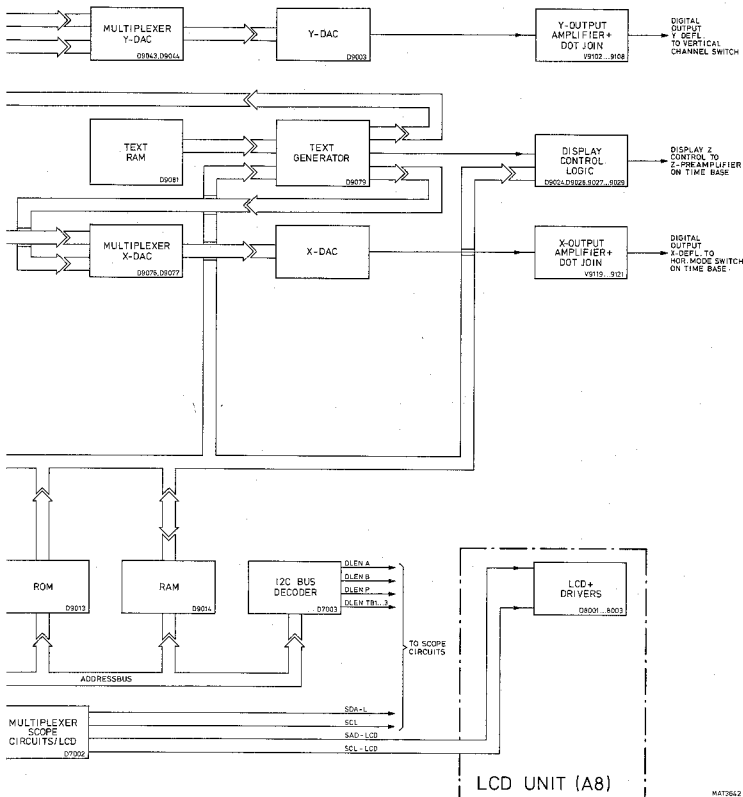 MULTIPLEXER
Y-DAC
D9043,D9044
Y-DAC
D9003
Y-OUTPUT
AMPLIFIER+
DOT JOIN
V9102...9108
DIGITAL
OUTPUT
Y DEFL.
TO VERTICAL
CHANNEL SWITCH
TEXT
RAM
D9081
TEXT
GENERATOR
D9079
DISPLAY
CONTROL
LOGIC
D9024,D9026,9027...9029
DISPLAY Z
CONTROL TO
Z-PREAMPLIFIER
ON TIME BASE
MULTIPLEXER
X-DAC
D9076,D9077
X-DAC
X-OUTPUT
AMPLIFIER+
DOT JOIN
V9119...9121
DIGITAL
OUTPUT
X-DEFL. TO
HOR. MODE SWITCH
ON TIME BASE.
ROM
D9013
RAM
D9014
I2C BUS
DECODER
D7003
DLEN A
DLEN B
DLEN P
DLEN TB1...3
TO SCOPE
CIRCUITS
LCD+
DRIVERS
D8001...8003
ADDRESSBUS
MULTIPLEXER
SCOPE
CIRCUITS/LCD
D7002
SDA-L
SCL
SAD-LCD
SCL-LCD
LCD UNIT (A8)
MAT3642